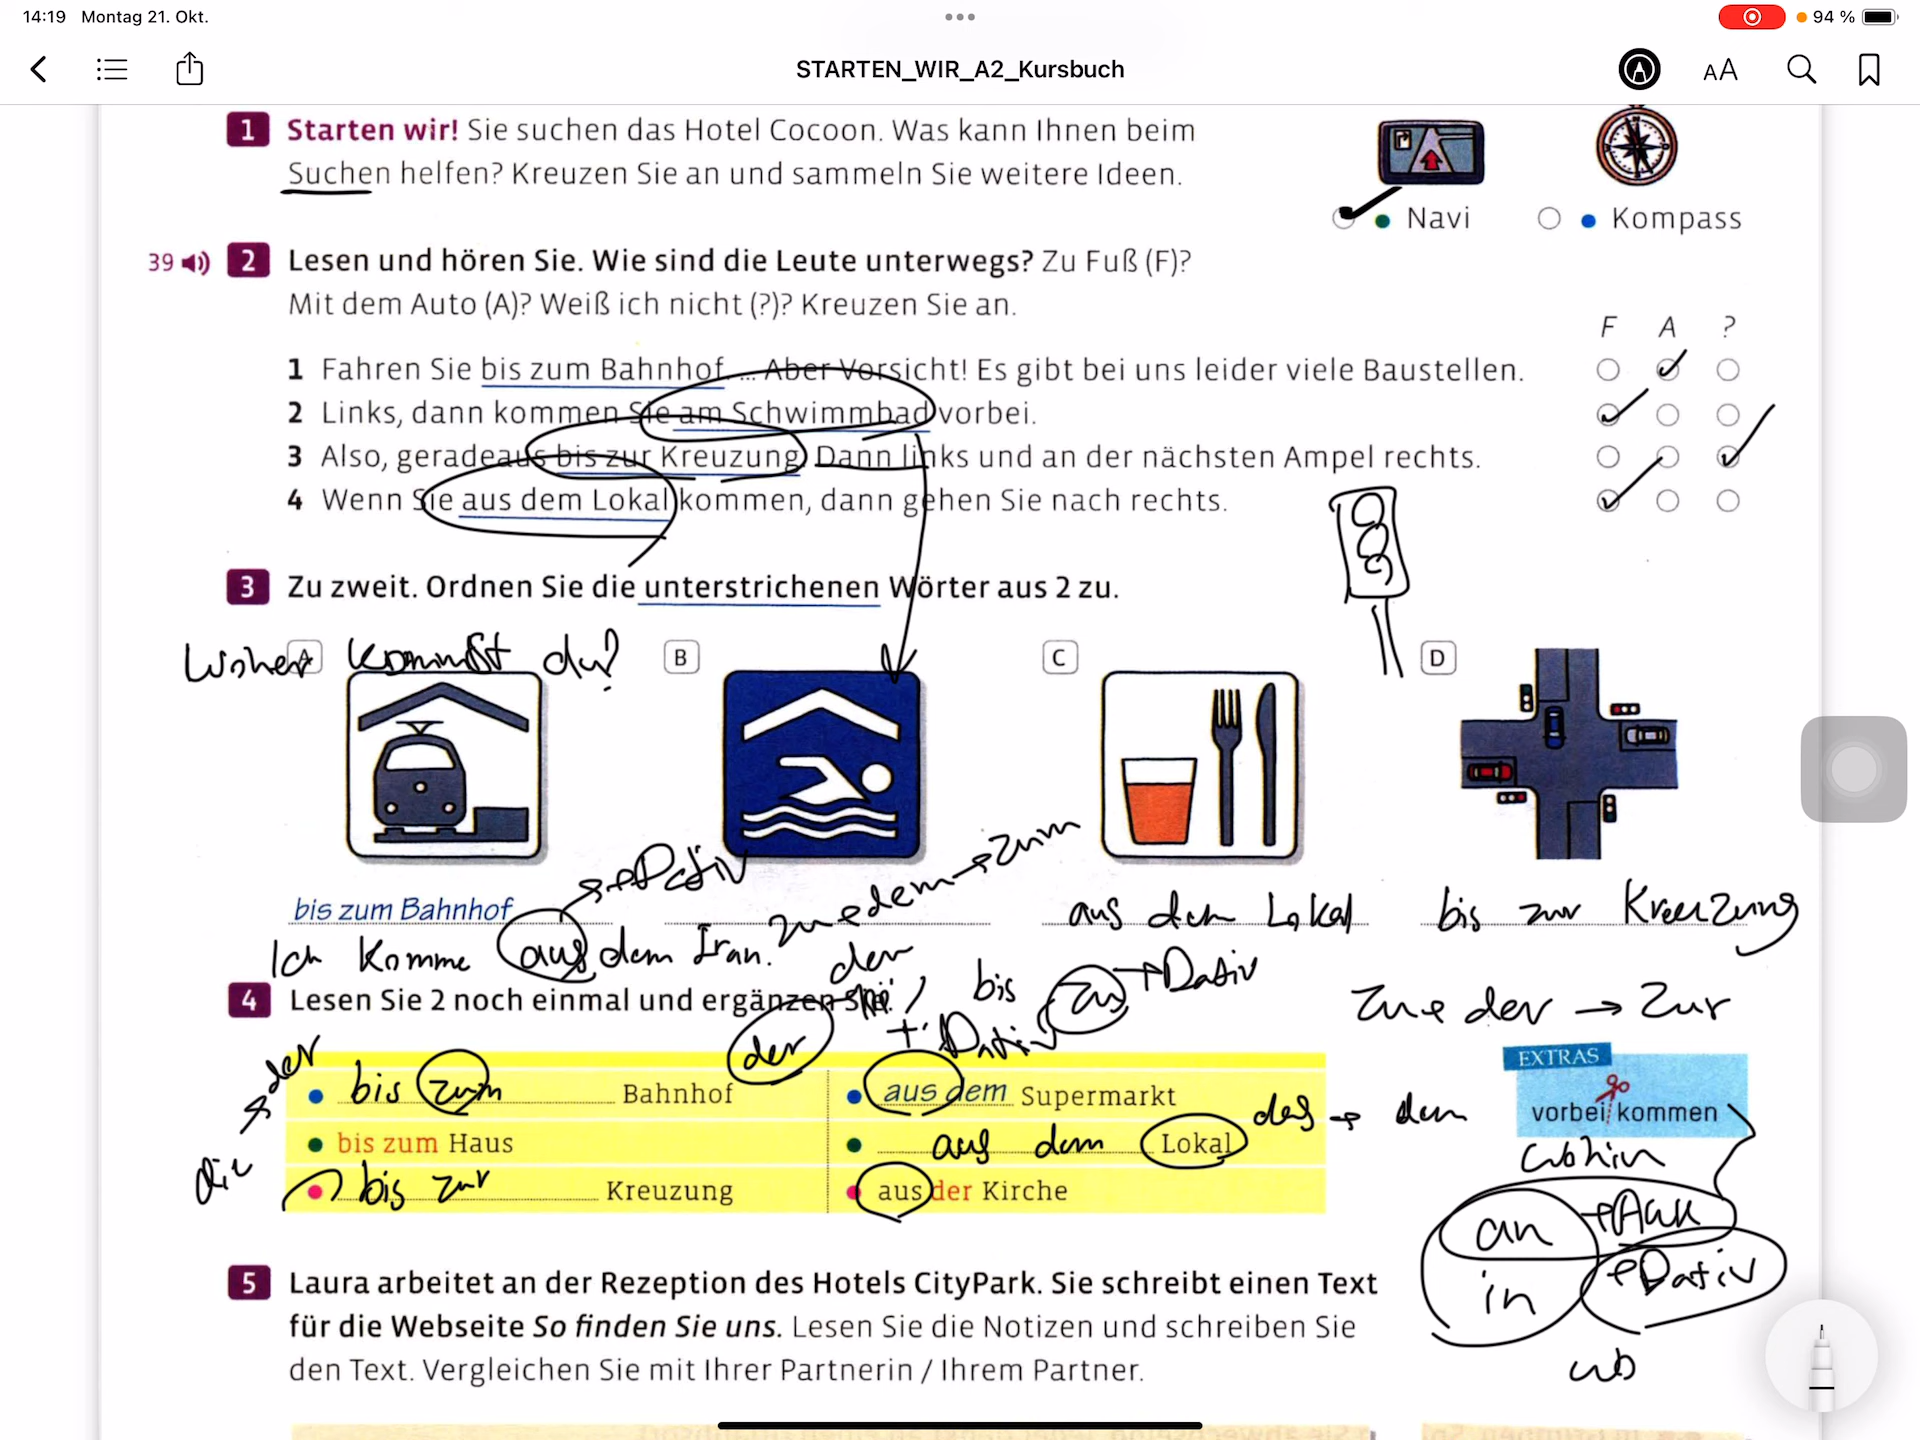 14:19 Montag 21. Okt.
94 %
STARTEN_WIR_A2_Kursbuch
AA
1 Starten wir! Sie suchen das Hotel Cocoon. Was kann Ihnen beim
Suchen helfen? Kreuzen Sie an und sammeln Sie weitere Ideen.
Navi
Kompass
39 2 Lesen und hören Sie. Wie sind die Leute unterwegs? Zu Fuß (F)?
Mit dem Auto (A)? Weiß ich nicht (?)? Kreuzen Sie an.
F A ?
1 Fahren Sie bis zum Bahnhof. ... Aber Vorsicht! Es gibt bei uns leider viele Baustellen.
2 Links, dann kommen Sie am Schwimmbad vorbei.
3 Also, geradeaus bis zur Kreuzung. Dann links und an der nächsten Ampel rechts.
4 Wenn Sie aus dem Lokal kommen, dann gehen Sie nach rechts.
3 Zu zweit. Ordnen Sie die unterstrichenen Wörter aus 2 zu.
Woher kommst du?
A B C D
+Dativ
zu+dem → zum
bis zum Bahnhof
aus dem Lokal
bis zur Kreuzung
Ich komme aus dem Iran.
der
bis zu → +Dativ
4 Lesen Sie 2 noch einmal und ergänzen Sie.
+ Dativ
zu+der → zur
der
der
die
bis zum Bahnhof
aus dem Supermarkt
bis zum Haus
aus dem Lokal
das → dem
bis zur Kreuzung
aus der Kirche
EXTRAS
vorbei kommen
wohin
an +Akk
in +Dativ
wo
5 Laura arbeitet an der Rezeption des Hotels CityPark. Sie schreibt einen Text
für die Webseite So finden Sie uns. Lesen Sie die Notizen und schreiben Sie
den Text. Vergleichen Sie mit Ihrer Partnerin / Ihrem Partner.